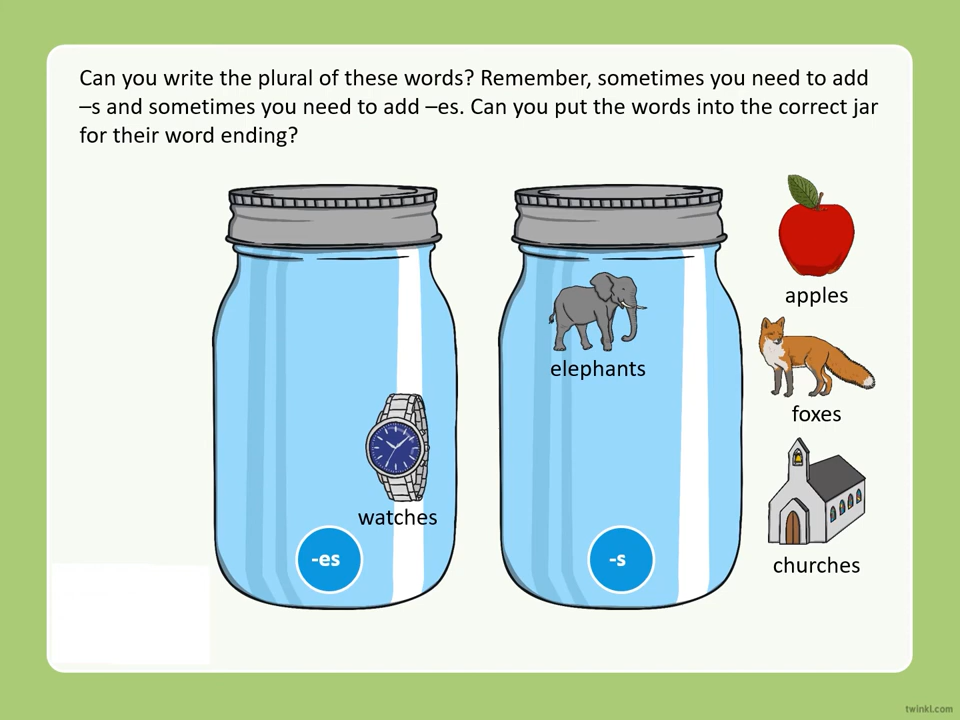 Can you write the plural of these words? Remember, sometimes you need to add
–s and sometimes you need to add –es. Can you put the words into the correct jar
for their word ending?
apples
elephants
foxes
watches
churches
-es
-s
twinkl.com